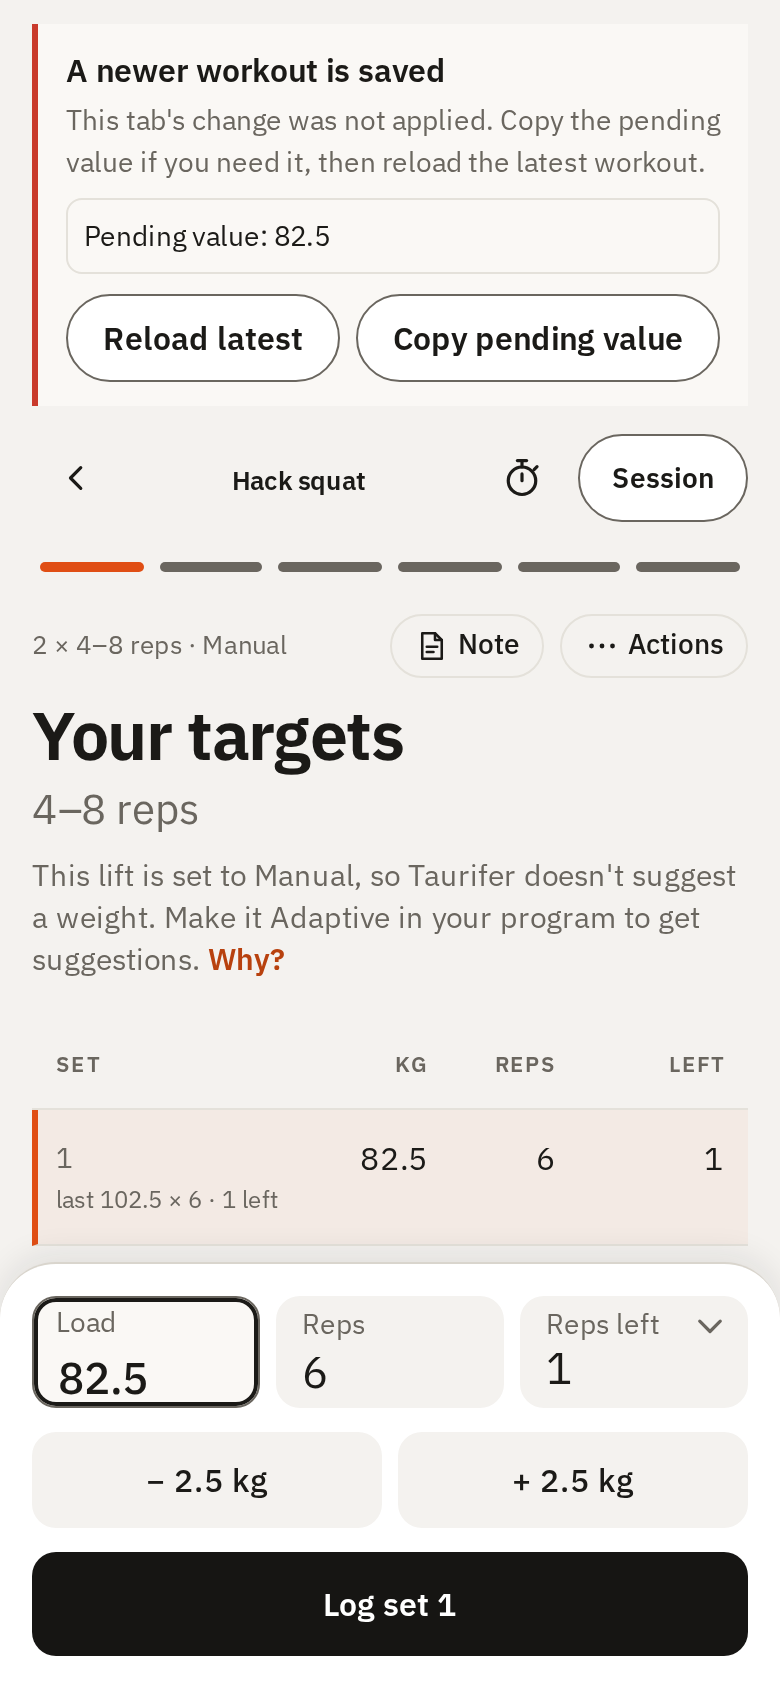 A newer workout is saved
This tab's change was not applied. Copy the pending
value if you need it, then reload the latest workout.
Pending value: 82.5
Reload latest
Copy pending value
Hack squat
Session
2 × 4–8 reps · Manual
Note
Actions
Your targets
4–8 reps
This lift is set to Manual, so Taurifer doesn't suggest
a weight. Make it Adaptive in your program to get
suggestions. Why?
SET KG REPS LEFT
1 82.5 6 1
last 102.5 × 6 · 1 left
Load
82.5
Reps
6
Reps left
1
− 2.5 kg
+ 2.5 kg
Log set 1